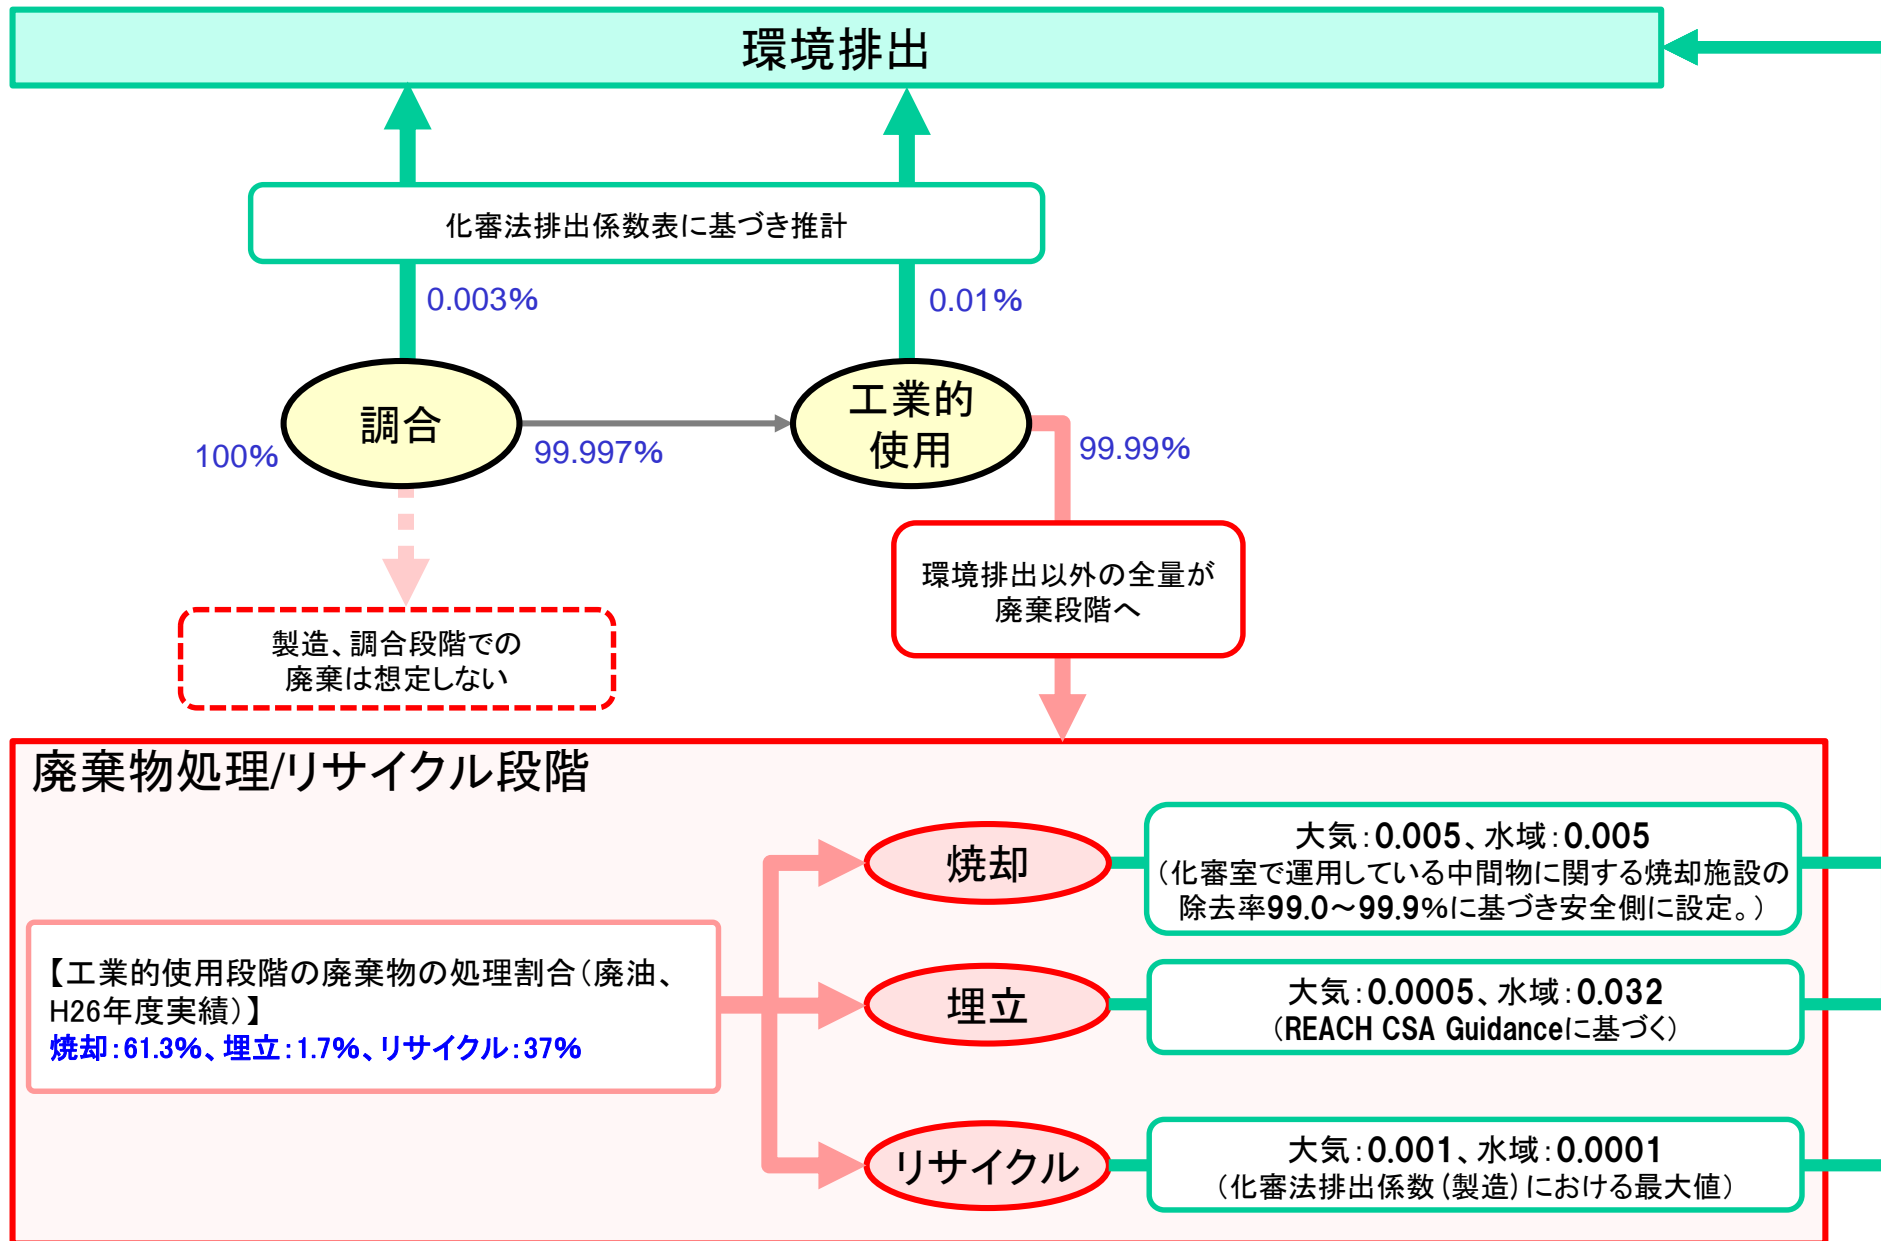 環境排出
化審法排出係数表に基づき推計
0.003%
0.01%
調合
工業的
使用
100%
99.997%
99.99%
環境排出以外の全量が
廃棄段階へ
製造、調合段階での
廃棄は想定しない
廃棄物処理/リサイクル段階
焼却
大気：0.005、水域：0.005
（化審室で運用している中間物に関する焼却施設の
除去率99.0～99.9%に基づき安全側に設定。）
【工業的使用段階の廃棄物の処理割合（廃油、
H26年度実績）】
焼却：61.3%、埋立：1.7%、リサイクル：37%
埋立
大気：0.0005、水域：0.032
（REACH CSA Guidanceに基づく）
リサイクル
大気：0.001、水域：0.0001
（化審法排出係数（製造）における最大値）